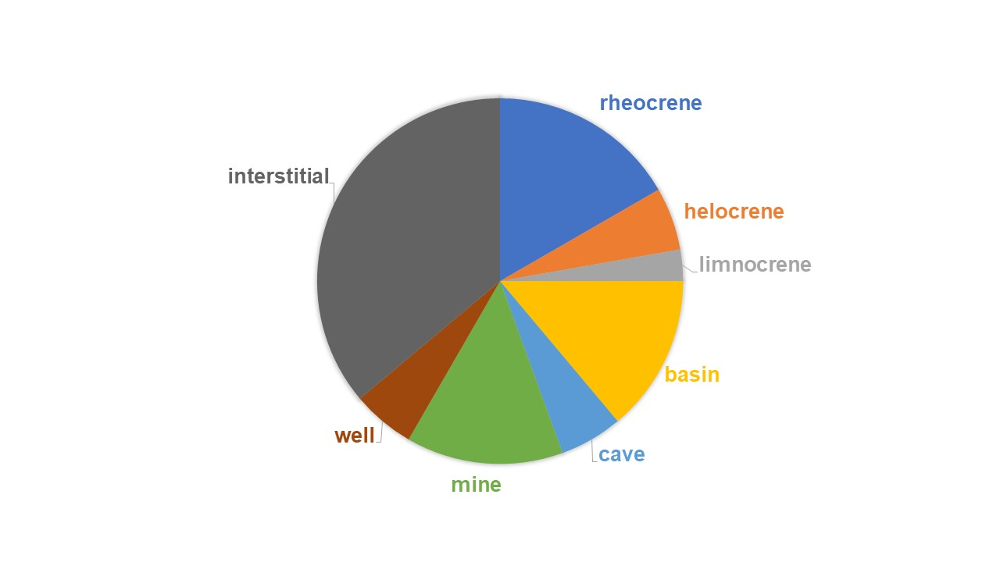 rheocrene
interstitial
helocrene
limnocrene
basin
well
cave
mine